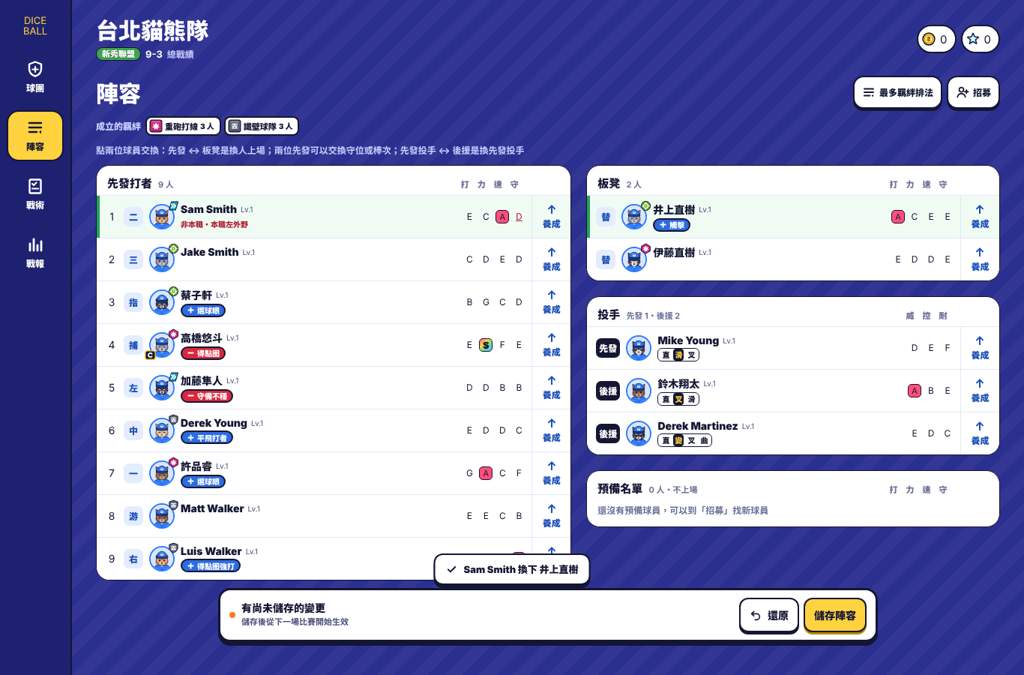 DICE
BALL
球團
陣容
戰術
戰報
台北貓熊隊
新秀聯盟 9-3 總戰績
0 0
陣容
最多羈絆排法 招募
成立的羈絆 重砲打線 3 人 鐵壁球隊 3 人
點兩位球員交換：先發 ↔ 板凳是換人上場；兩位先發可以交換守位或棒次；先發投手 ↔ 後援是換先發投手
先發打者 9 人 打 力 速 守
1 二 Sam Smith Lv.1 E C A D 養成
非本職・本職左外野
2 三 Jake Smith Lv.1 C D E D 養成
3 指 蔡子軒 Lv.1 B G C D 養成
+ 選球眼
4 捕 C 高橋悠斗 Lv.1 E S F E 養成
− 得點圈
5 左 加藤隼人 Lv.1 D D B B 養成
− 守備不穩
6 中 Derek Young Lv.1 E D D C 養成
+ 平飛打者
7 一 許品睿 Lv.1 G A C F 養成
+ 選球眼
8 游 Matt Walker Lv.1 E E C B 養成
9 右 Luis Walker Lv.1
+ 得點圈強打
板凳 2 人 打 力 速 守
替 井上直樹 Lv.1 A C E E 養成
+ 觸擊
替 伊藤直樹 Lv.1 E D D E 養成
投手 先發 1・後援 2 威 控 耐
先發 Mike Young Lv.1 D E F 養成
直 滑 叉
後援 鈴木翔太 Lv.1 A B E 養成
直 叉 滑
後援 Derek Martinez Lv.1 E D C 養成
直 變 叉 曲
預備名單 0 人・不上場 打 力 速 守
還沒有預備球員，可以到「招募」找新球員
Sam Smith 換下 井上直樹
有尚未儲存的變更
儲存後從下一場比賽開始生效
還原 儲存陣容